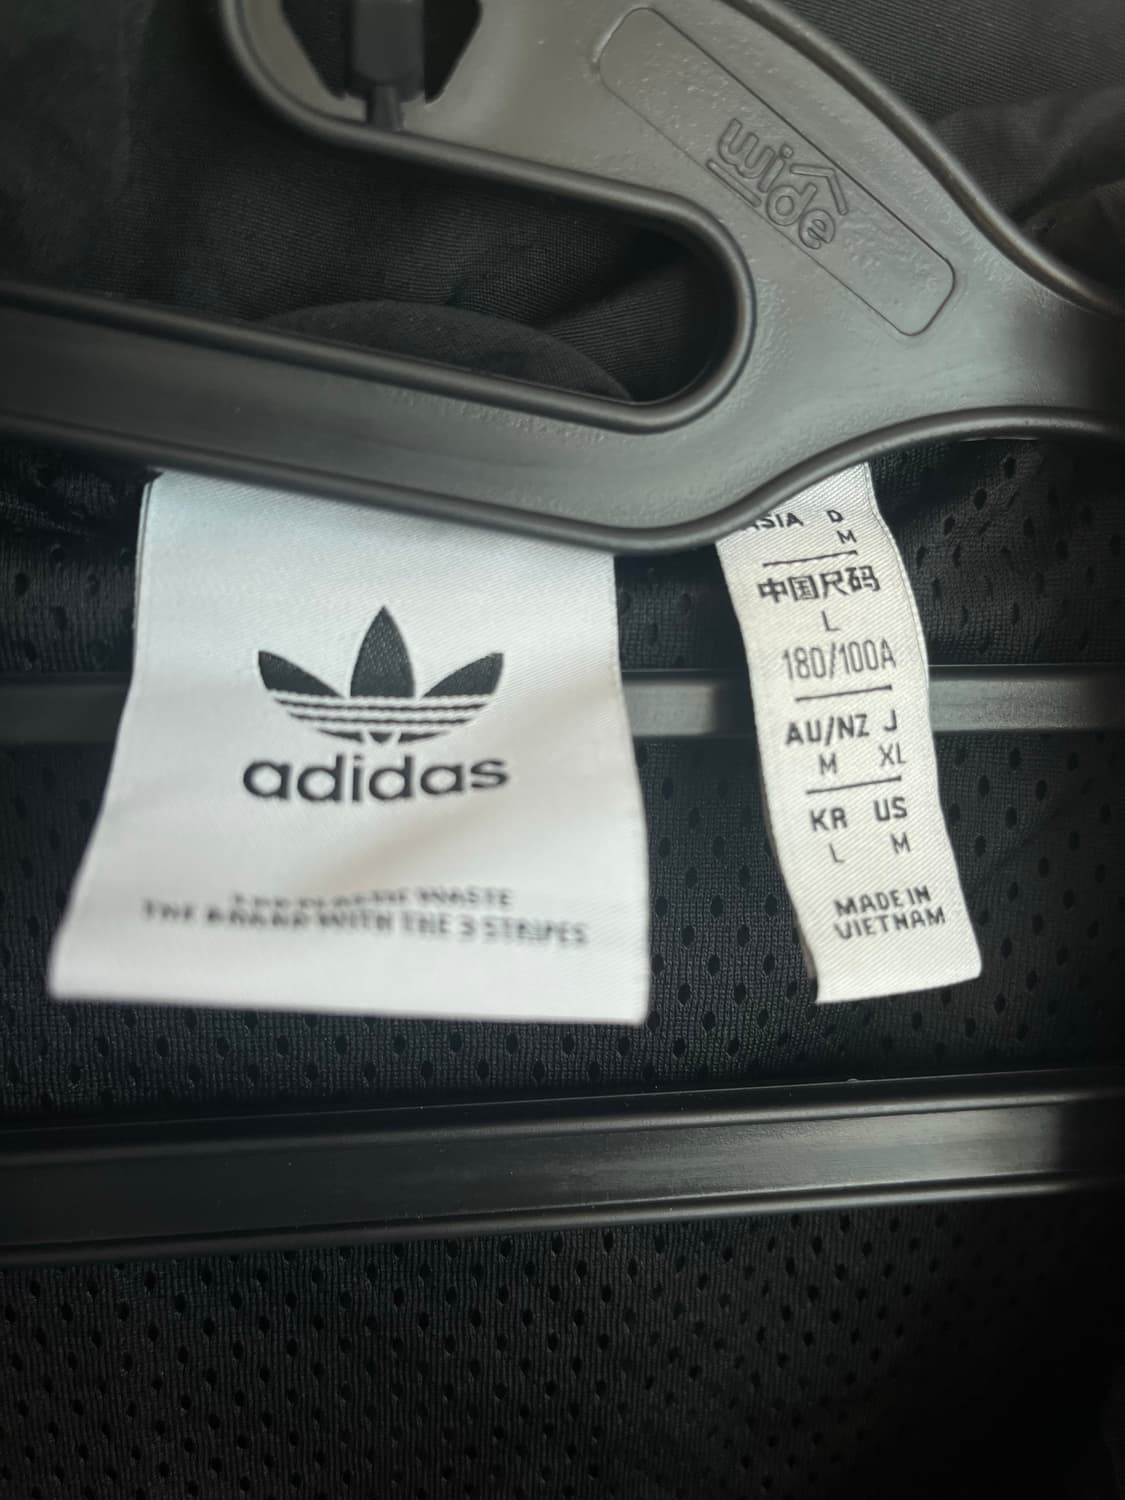 wide
adidas
THE BRAND WITH THE 3 STRIPES
ASIA D
M
中国尺码
L
180/100A
AU/NZ J
M XL
KR US
L M
MADE IN
VIETNAM